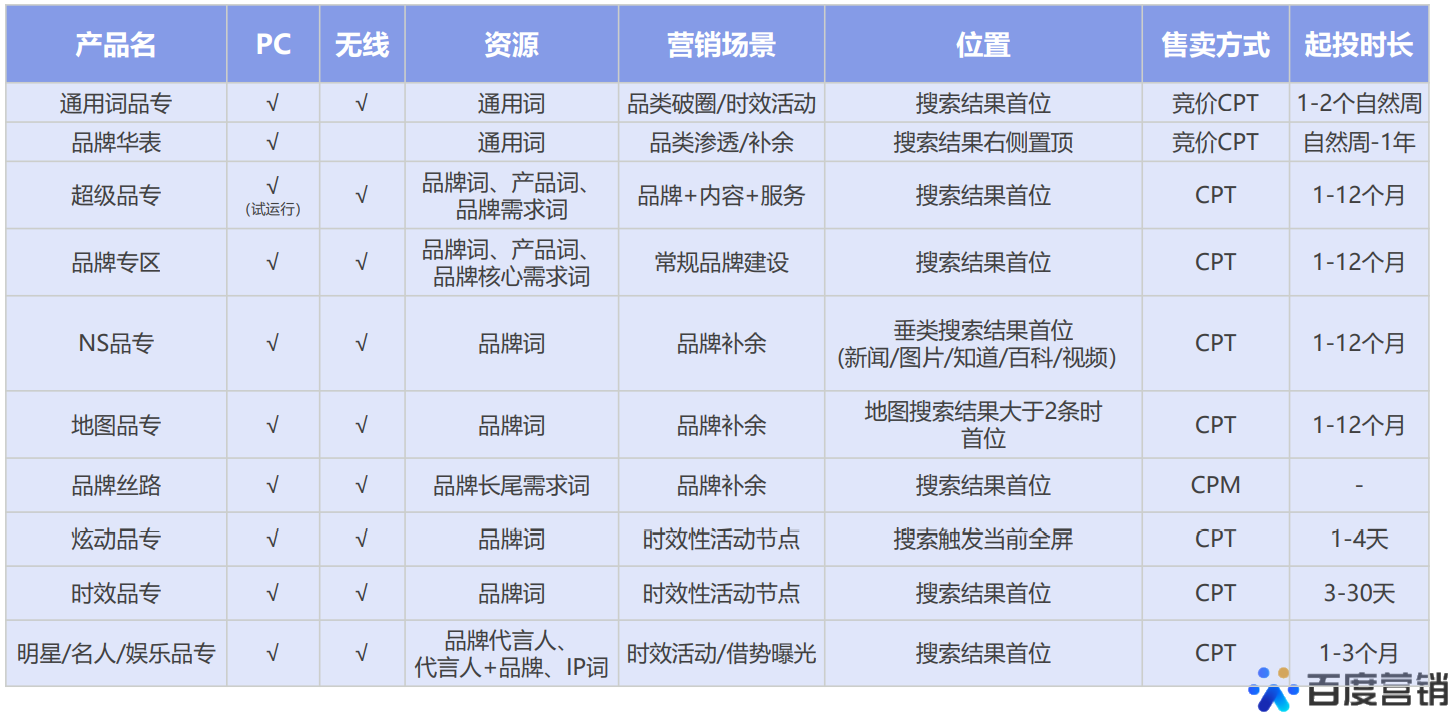 产品名 PC 无线 资源 营销场景 位置 售卖方式 起投时长
通用词品专 √ √ 通用词 品类破圈/时效活动 搜索结果首位 竞价CPT 1-2个自然周
品牌华表 √ 通用词 品类渗透/补余 搜索结果右侧置顶 竞价CPT 自然周-1年
超级品专 √ √ 品牌词、产品词、 品牌+内容+服务 搜索结果首位 CPT 1-12个月
(试运行) 品牌需求词
品牌专区 √ √ 品牌词、产品词、 常规品牌建设 搜索结果首位 CPT 1-12个月
品牌核心需求词
NS品专 √ √ 品牌词 品牌补余 垂类搜索结果首位 CPT 1-12个月
(新闻/图片/知道/百科/视频)
地图品专 √ √ 品牌词 品牌补余 地图搜索结果大于2条时 CPT 1-12个月
首位
品牌丝路 √ √ 品牌长尾需求词 品牌补余 搜索结果首位 CPM -
炫动品专 √ √ 品牌词 时效性活动节点 搜索触发当前全屏 CPT 1-4天
时效品专 √ √ 品牌词 时效性活动节点 搜索结果首位 CPT 3-30天
明星/名人/娱乐品专 √ √ 品牌代言人、 时效活动/借势曝光 搜索结果首位 CPT 1-3个月
代言人+品牌、IP词
百度营销